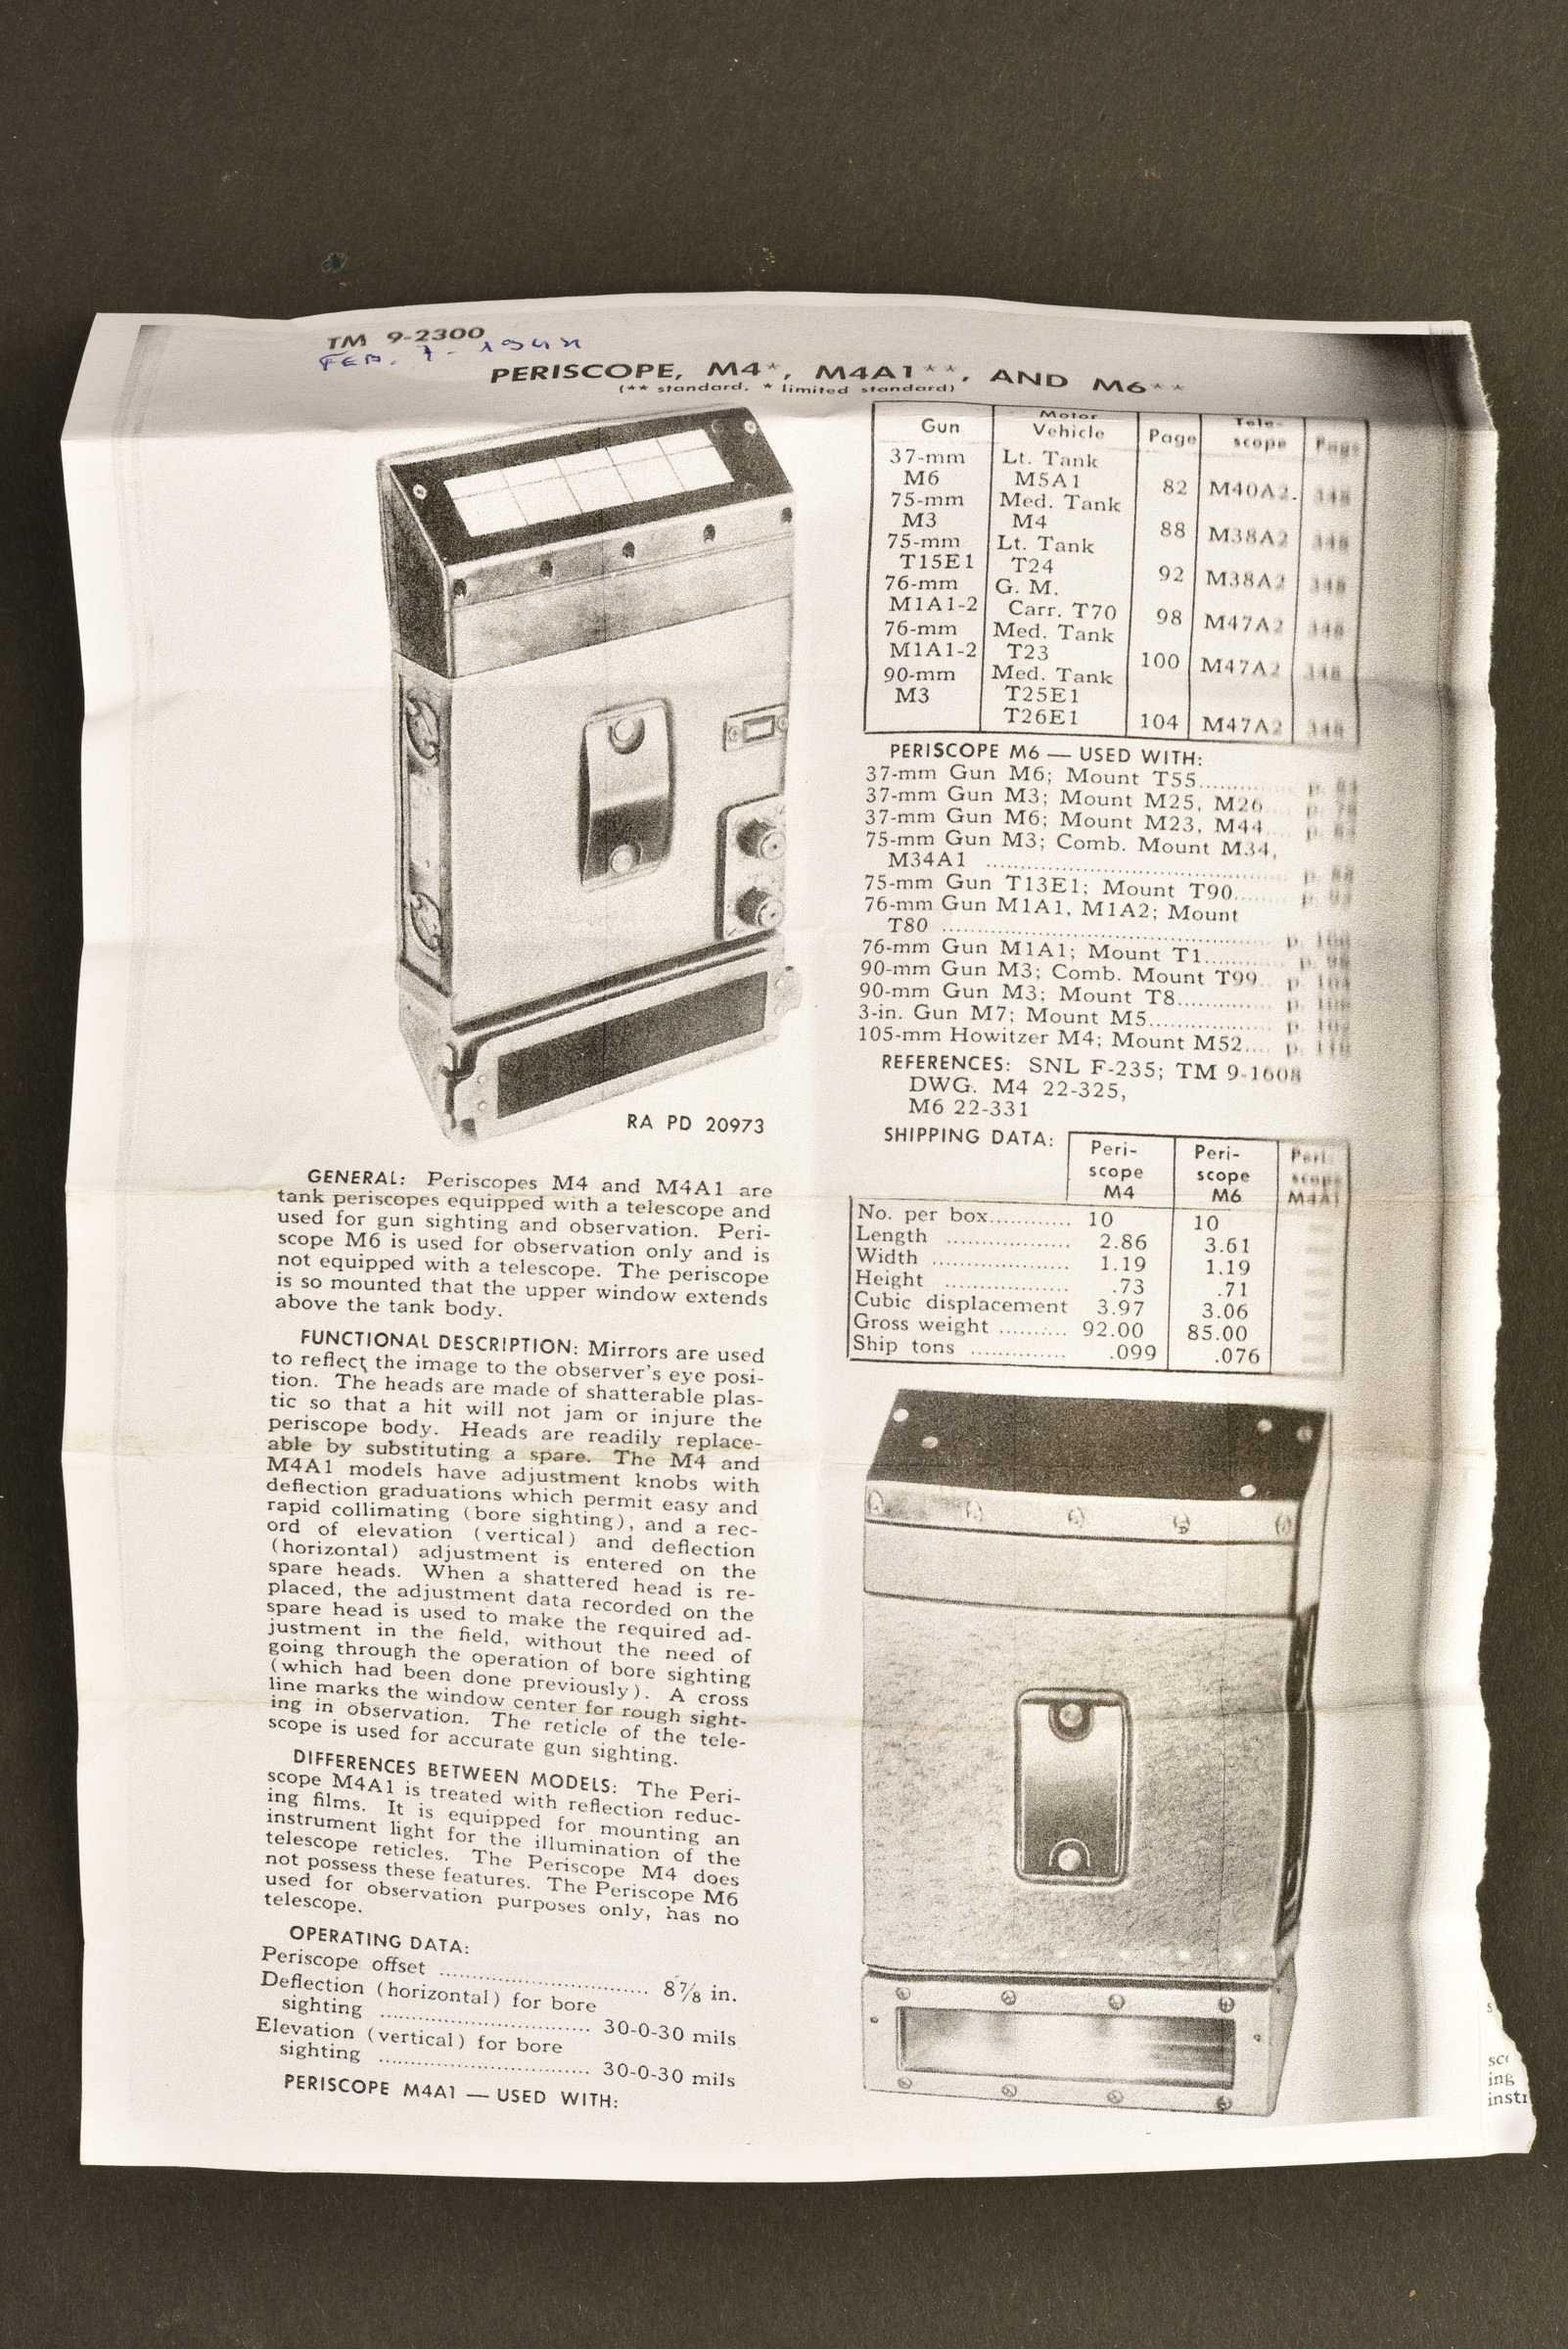 TM 9-2300
FEB. 7-
PERISCOPE, M4*, M4A1**, AND M6**
(** standard, * limited standard)
RA PD 20973
GENERAL: Periscopes M4 and M4A1 are
tank periscopes equipped with a telescope and
used for gun sighting and observation. Peri-
scope M6 is used for observation only and is
not equipped with a telescope. The periscope
is so mounted that the upper window extends
above the tank body.
FUNCTIONAL DESCRIPTION: Mirrors are used
to reflect the image to the observer's eye posi-
tion. The heads are made of shatterable plas-
tic so that a hit will not jam or injure the
periscope body. Heads are readily replace-
able by substituting a spare. The M4 and
M4A1 models have adjustment knobs with
deflection graduations which permit easy and
rapid collimating (bore sighting), and a rec-
ord of elevation (vertical) and deflection
(horizontal) adjustment is entered on the
spare heads. When a shattered head is re-
placed, the adjustment data recorded on the
spare head is used to make the required ad-
justment in the field, without the need of
going through the operation of bore sighting
(which had been done previously). A cross
line marks the window center for rough sight-
ing in observation. The reticle of the tele-
scope is used for accurate gun sighting.
DIFFERENCES BETWEEN MODELS: The Peri-
scope M4A1 is treated with reflection reduc-
ing films. It is equipped for mounting an
instrument light for the illumination of the
telescope reticles. The Periscope M4 does
not possess these features. The Periscope M6
used for observation purposes only, has no
telescope.
OPERATING DATA:
Periscope offset ........ 8⅞ in.
Deflection (horizontal) for bore
sighting ........ 30-0-30 mils
Elevation (vertical) for bore
sighting ........ 30-0-30 mils
PERISCOPE M4A1 — USED WITH:
Gun Motor Vehicle Page Tele-scope Page
37-mm Lt. Tank
M6 M5A1 82 M40A2. 348
75-mm Med. Tank
M3 M4 88 M38A2 348
75-mm Lt. Tank
T15E1 T24 92 M38A2 348
76-mm G. M.
M1A1-2 Carr. T70 98 M47A2 348
76-mm Med. Tank
M1A1-2 T23 100 M47A2 348
90-mm Med. Tank
M3 T25E1
T26E1 104 M47A2 348
PERISCOPE M6 — USED WITH:
37-mm Gun M6; Mount T55........ p.
37-mm Gun M3; Mount M25, M26 p.
37-mm Gun M6; Mount M23, M44 p.
75-mm Gun M3; Comb. Mount M34,
M34A1 ........ p. 88
75-mm Gun T13E1; Mount T90........ p.
76-mm Gun M1A1, M1A2; Mount
T80 ........ p. 100
76-mm Gun M1A1; Mount T1........ p. 98
90-mm Gun M3; Comb. Mount T99.. p. 104
90-mm Gun M3; Mount T8........ p.
3-in. Gun M7; Mount M5........ p.
105-mm Howitzer M4; Mount M52.... p. 110
REFERENCES: SNL F-235; TM 9-1608
DWG. M4 22-325,
M6 22-331
SHIPPING DATA: Peri-scope M4 Peri-scope M6 Peri-scope M4A1
No. per box........ 10 10
Length ........ 2.86 3.61
Width ........ 1.19 1.19
Height ........ .73 .71
Cubic displacement 3.97 3.06
Gross weight ........ 92.00 85.00
Ship tons ........ .099 .076
ing
instr